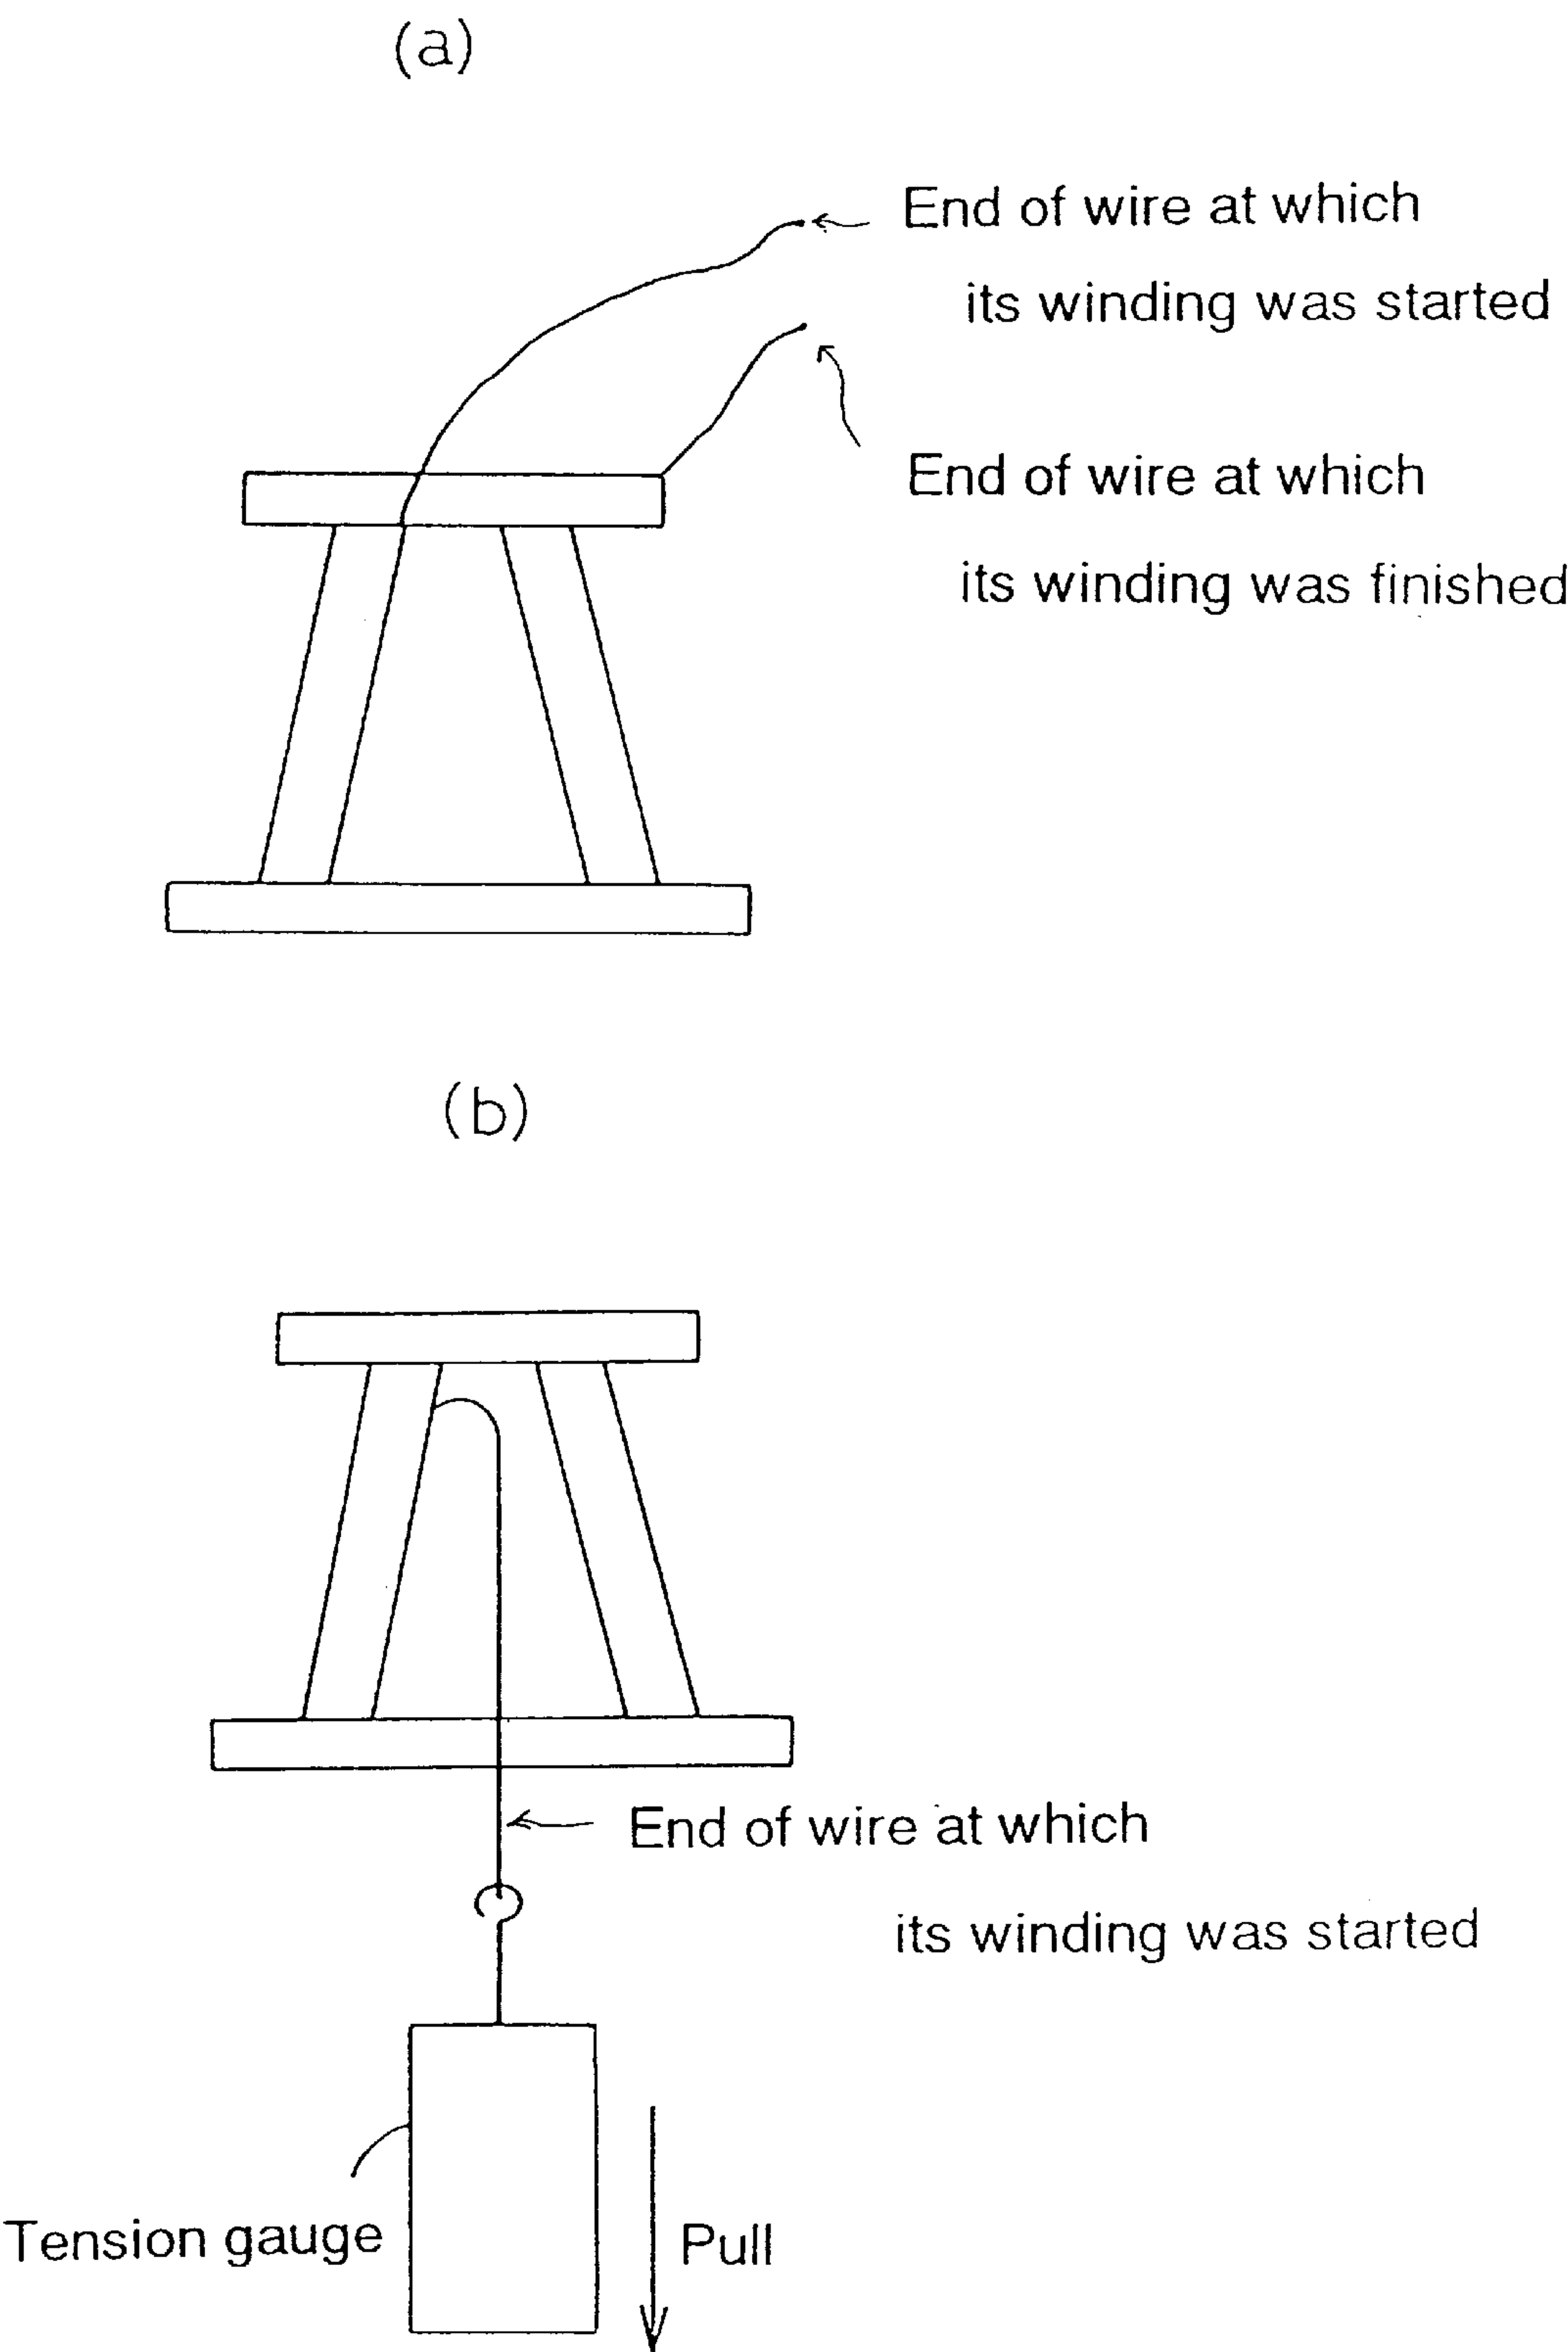 (a)
End of wire at which
its winding was started
End of wire at which
its winding was finished
(b)
End of wire at which
its winding was started
Tension gauge
Pull